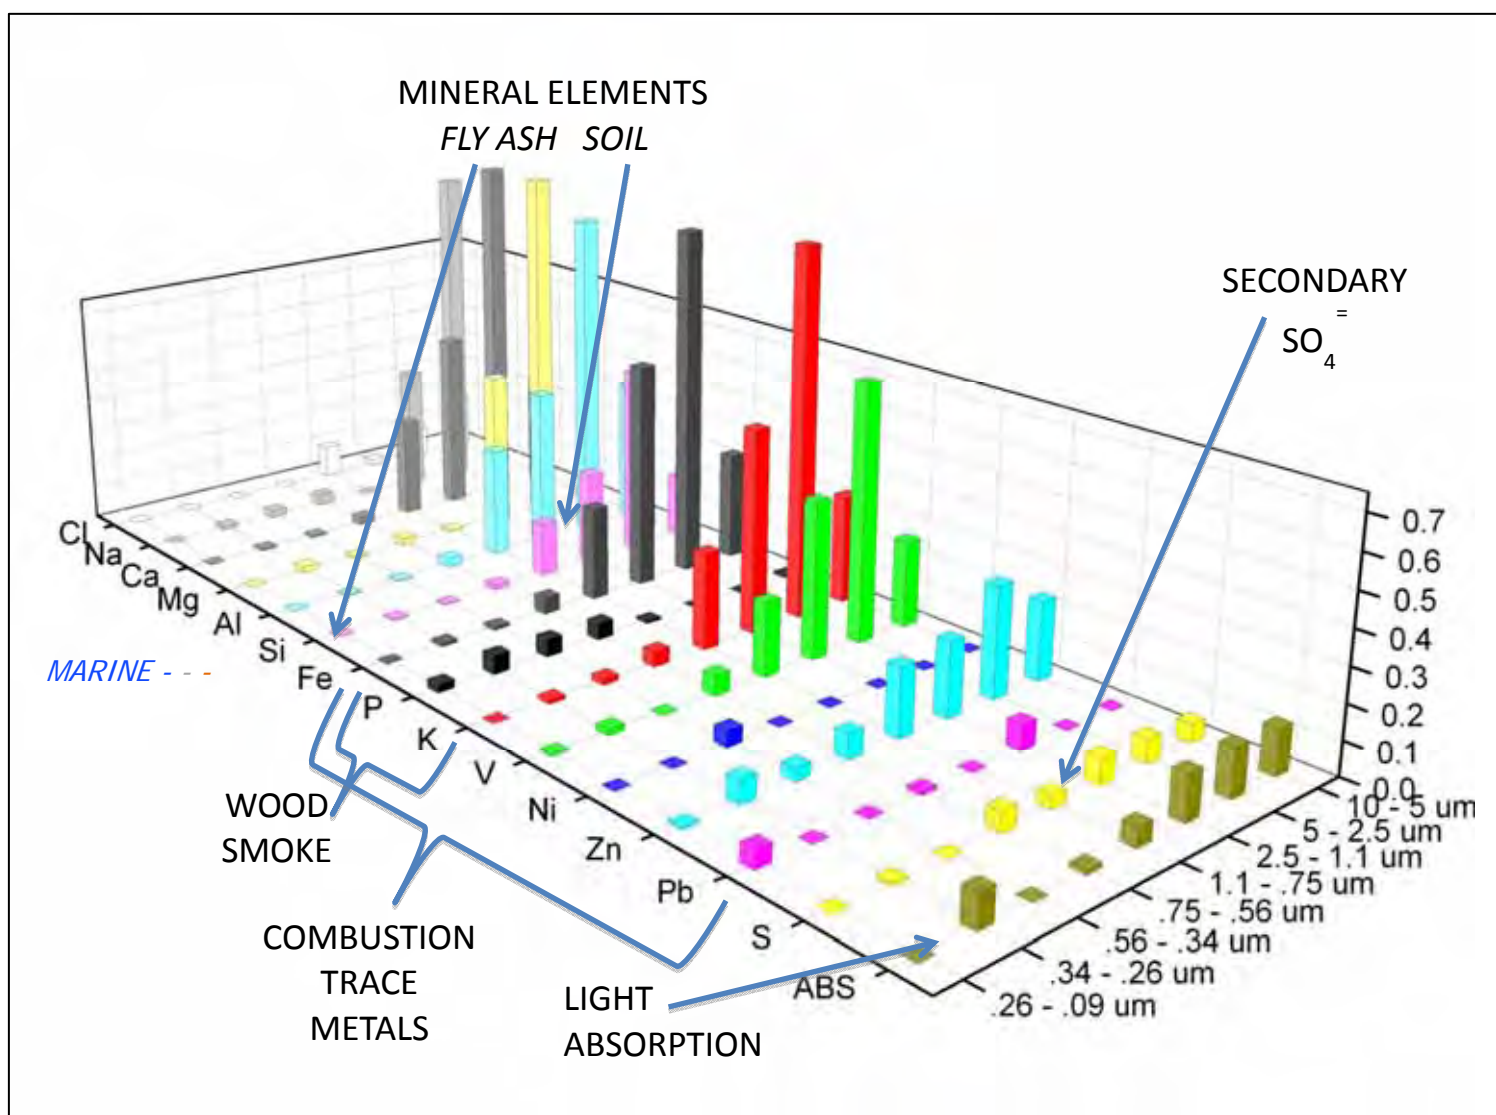 MINERAL ELEMENTS
FLY ASH SOIL
SECONDARY
SO4=
0.7
0.6
0.5
0.4
0.3
0.2
0.1
0.0
Cl
Na
Ca
Mg
Al
Si
Fe
P
K
V
Ni
Zn
Pb
S
ABS
10 - 5 um
5 - 2.5 um
2.5 - 1.1 um
1.1 - .75 um
.75 - .56 um
.56 - .34 um
.34 - .26 um
.26 - .09 um
MARINE - - -
WOOD
SMOKE
COMBUSTION
TRACE
METALS
LIGHT
ABSORPTION